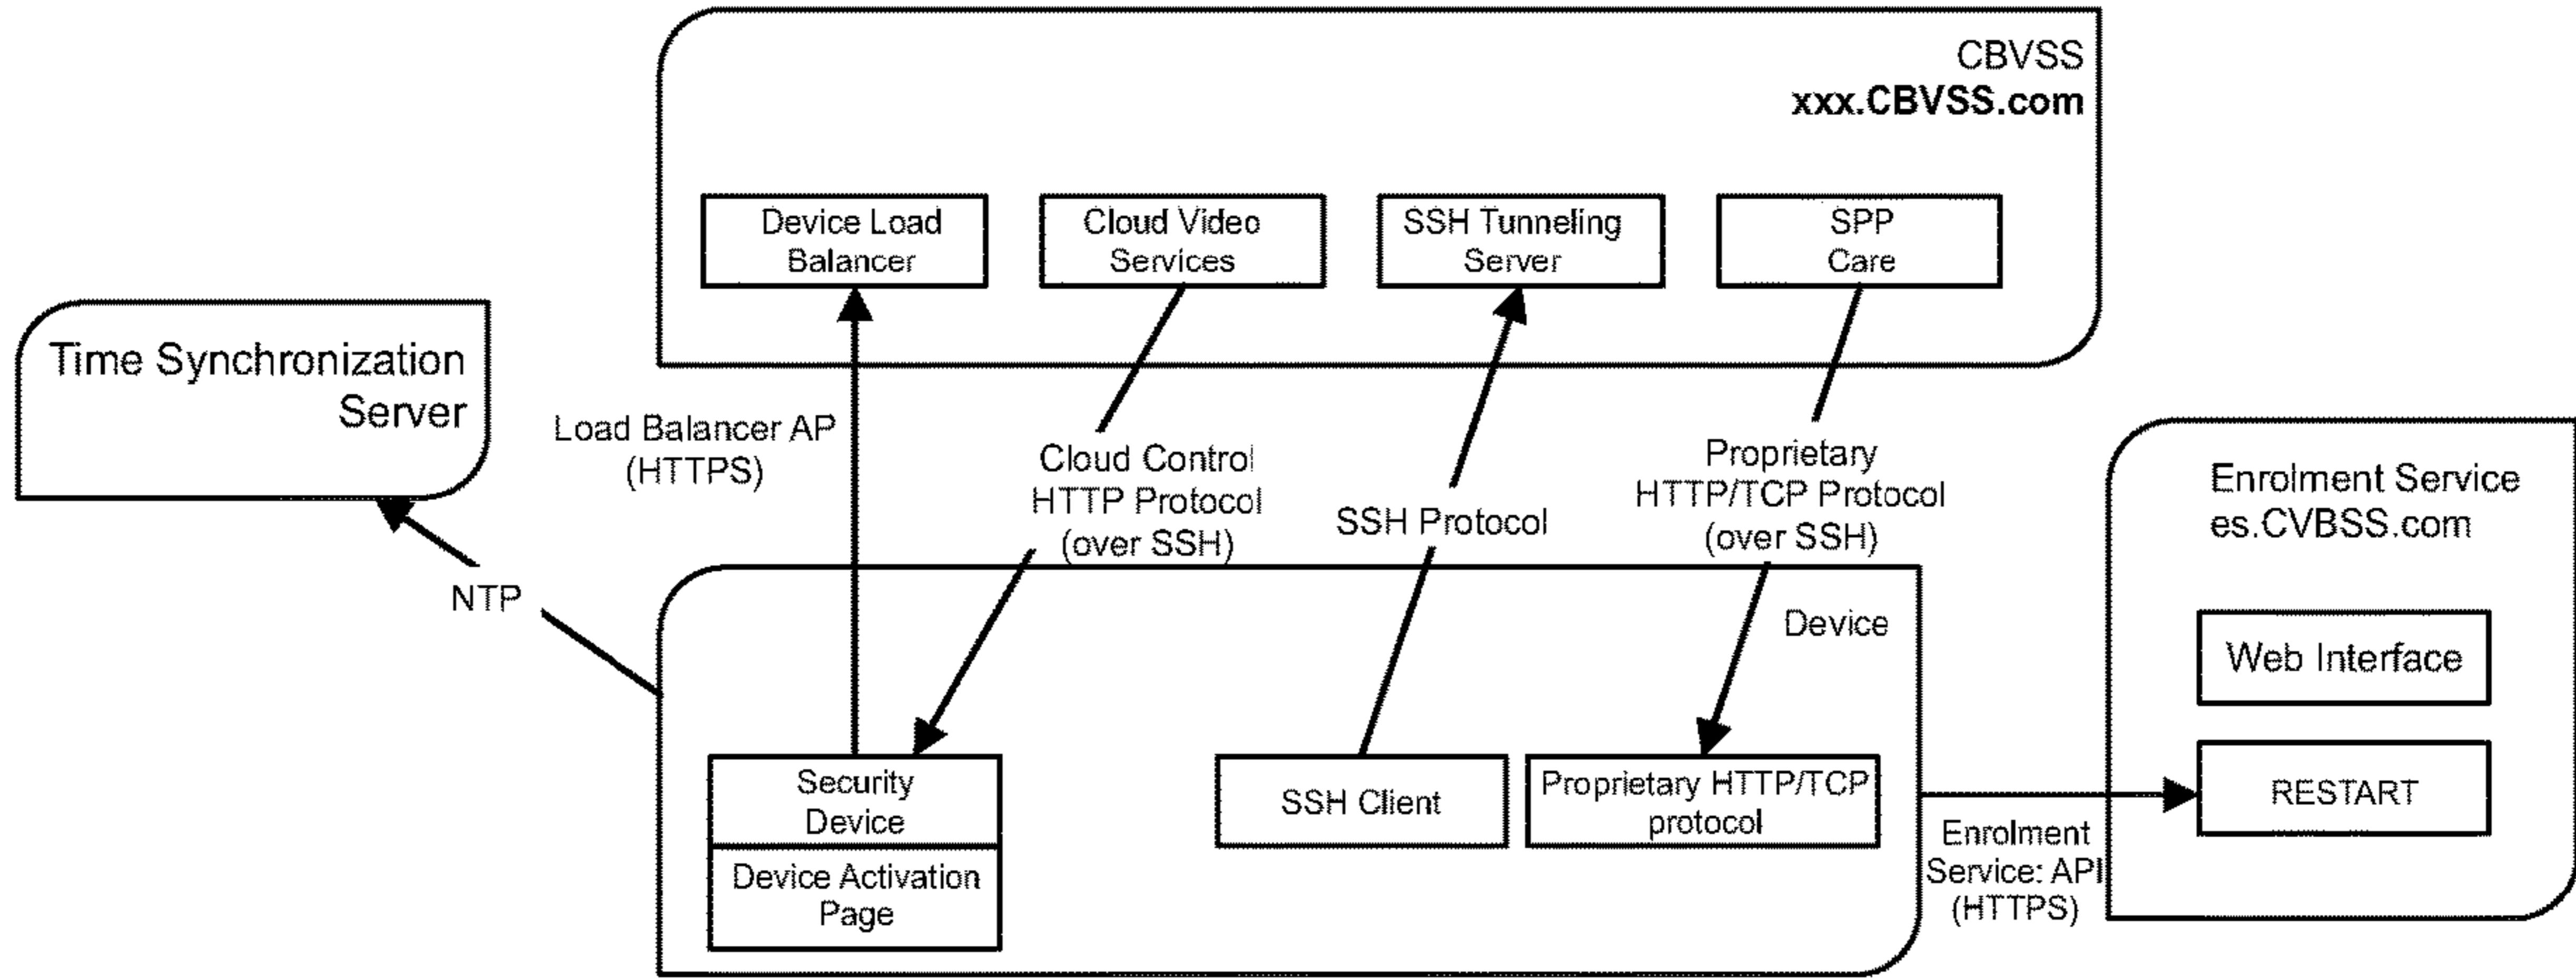 CBVSS
xxx.CBVSS.com
Device Load
Balancer
Cloud Video
Services
SSH Tunneling
Server
SPP
Care
Time Synchronization
Server
Load Balancer AP
(HTTPS)
Cloud Control
HTTP Protocol
(over SSH)
SSH Protocol
Proprietary
HTTP/TCP Protocol
(over SSH)
NTP
Device
Security
Device
Device Activation
Page
SSH Client
Proprietary HTTP/TCP
protocol
Enrolment
Service: API
(HTTPS)
Enrolment Service
es.CVBSS.com
Web Interface
RESTART